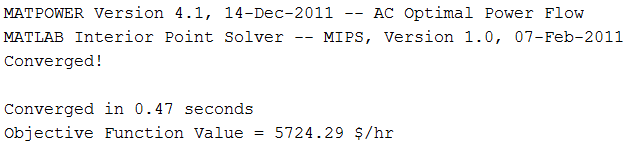 MATPOWER Version 4.1, 14-Dec-2011 -- AC Optimal Power Flow
MATLAB Interior Point Solver -- MIPS, Version 1.0, 07-Feb-2011
Converged!
Converged in 0.47 seconds
Objective Function Value = 5724.29 $/hr